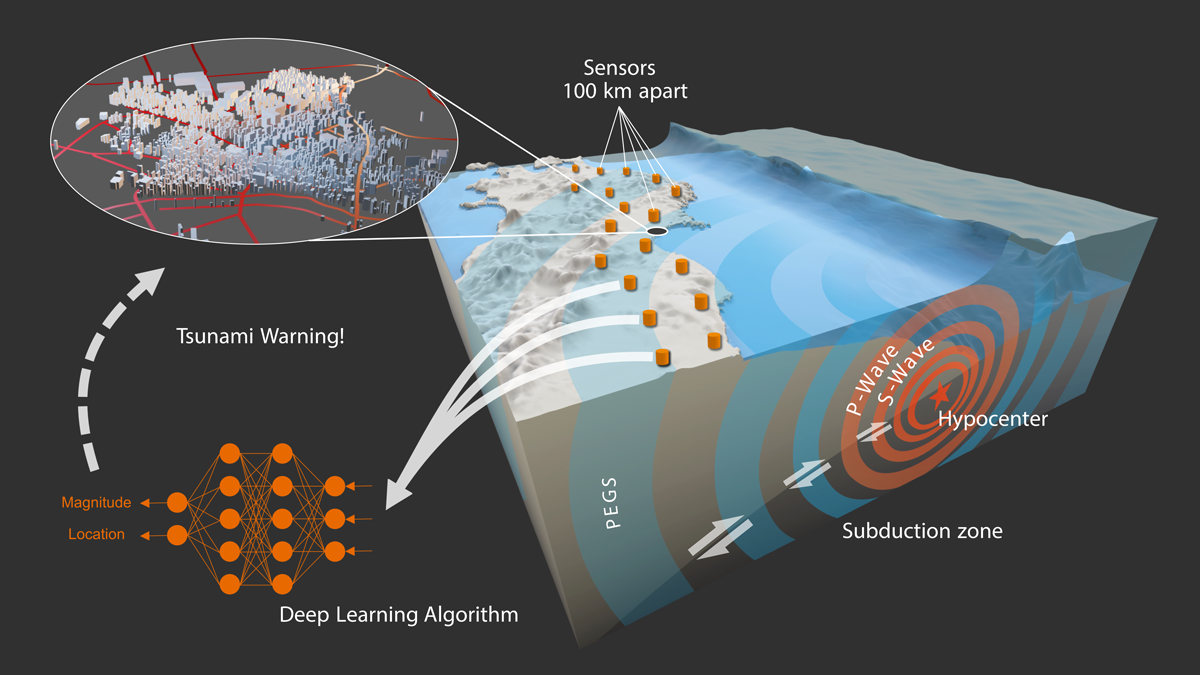 Sensors
100 km apart
Tsunami Warning!
P-Wave
S-Wave
Hypocenter
PEGS
Magnitude
Location
Subduction zone
Deep Learning Algorithm